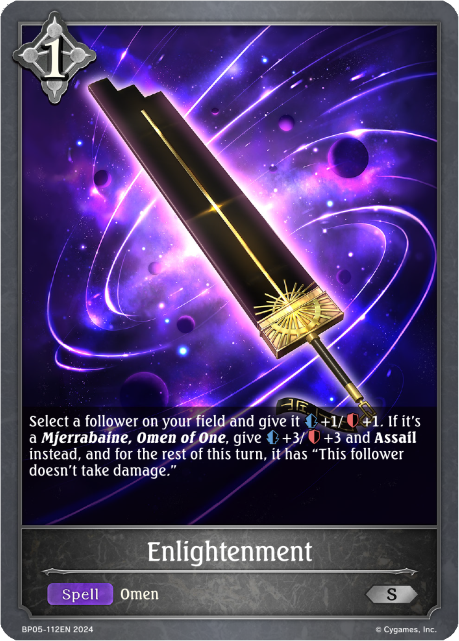 1
Select a follower on your field and give it +1/ +1. If it's
a Mjerrabaine, Omen of One, give +3/ +3 and Assail
instead, and for the rest of this turn, it has "This follower
doesn't take damage."
Enlightenment
Spell Omen S
BP05-112EN 2024 © Cygames, Inc.